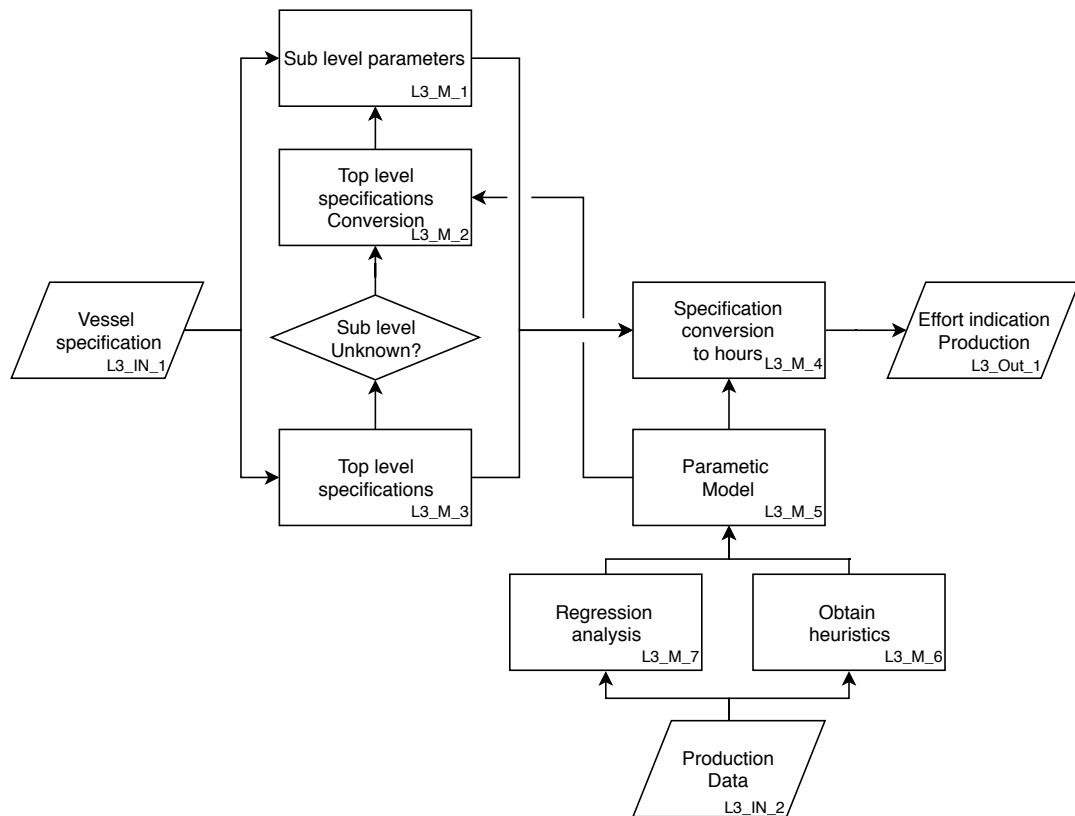 Sub level parameters
L3_M_1
Top level
specifications
Conversion
L3_M_2
Vessel
specification
L3_IN_1
Sub level
Unknown?
Specification
conversion
to hours
L3_M_4
Effort indication
Production
L3_Out_1
Top level
specifications
L3_M_3
Parametic
Model
L3_M_5
Regression
analysis
L3_M_7
Obtain
heuristics
L3_M_6
Production
Data
L3_IN_2